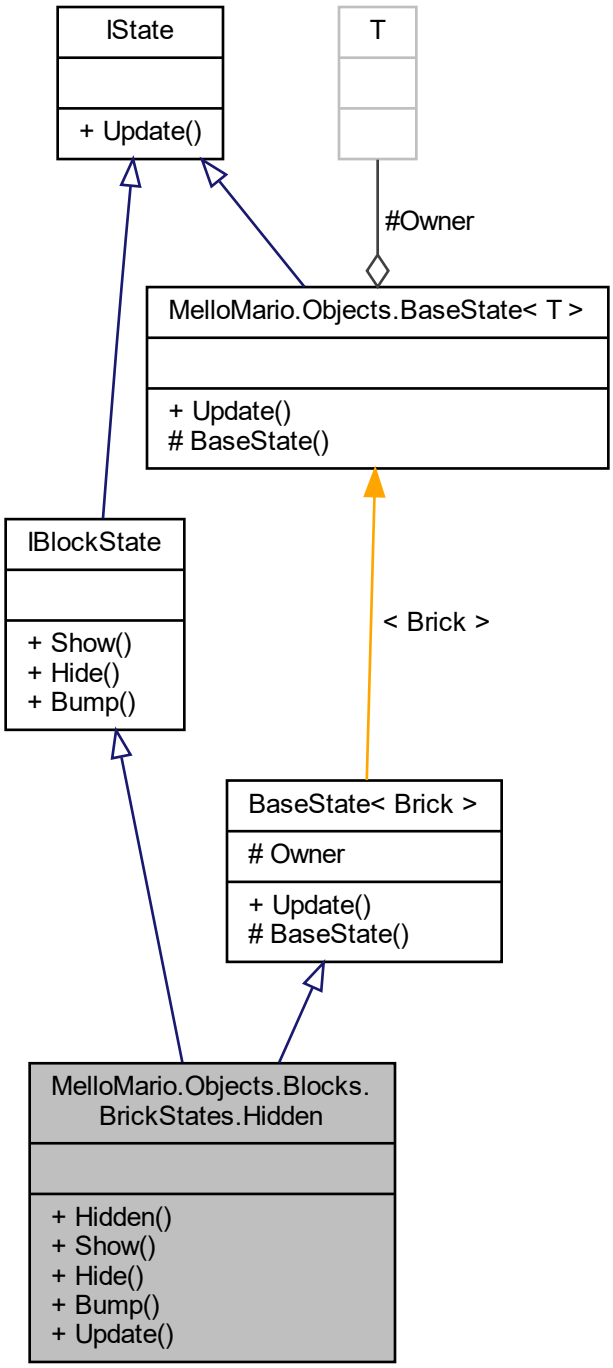 IState
+ Update()
T
#Owner
MelloMario.Objects.BaseState< T >
+ Update()
# BaseState()
IBlockState
+ Show()
+ Hide()
+ Bump()
< Brick >
BaseState< Brick >
# Owner
+ Update()
# BaseState()
MelloMario.Objects.Blocks.
BrickStates.Hidden
+ Hidden()
+ Show()
+ Hide()
+ Bump()
+ Update()